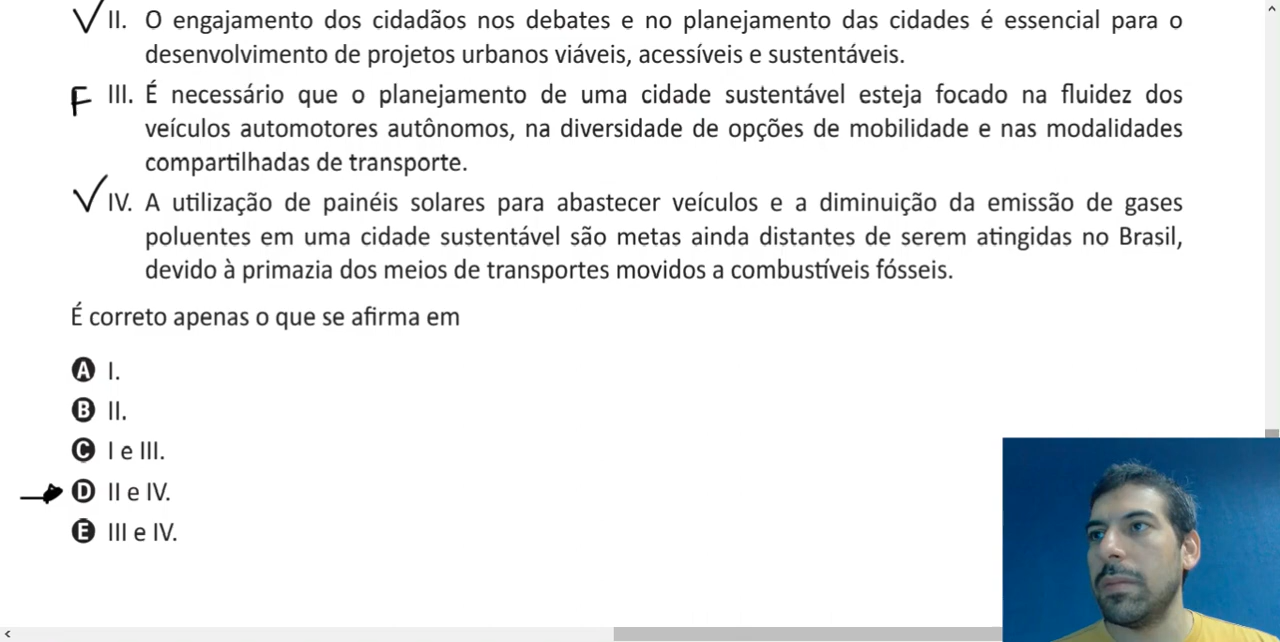 ✓ II. O engajamento dos cidadãos nos debates e no planejamento das cidades é essencial para o
desenvolvimento de projetos urbanos viáveis, acessíveis e sustentáveis.
F III. É necessário que o planejamento de uma cidade sustentável esteja focado na fluidez dos
veículos automotores autônomos, na diversidade de opções de mobilidade e nas modalidades
compartilhadas de transporte.
✓ IV. A utilização de painéis solares para abastecer veículos e a diminuição da emissão de gases
poluentes em uma cidade sustentável são metas ainda distantes de serem atingidas no Brasil,
devido à primazia dos meios de transportes movidos a combustíveis fósseis.
É correto apenas o que se afirma em
A I.
B II.
C I e III.
D II e IV.
E III e IV.